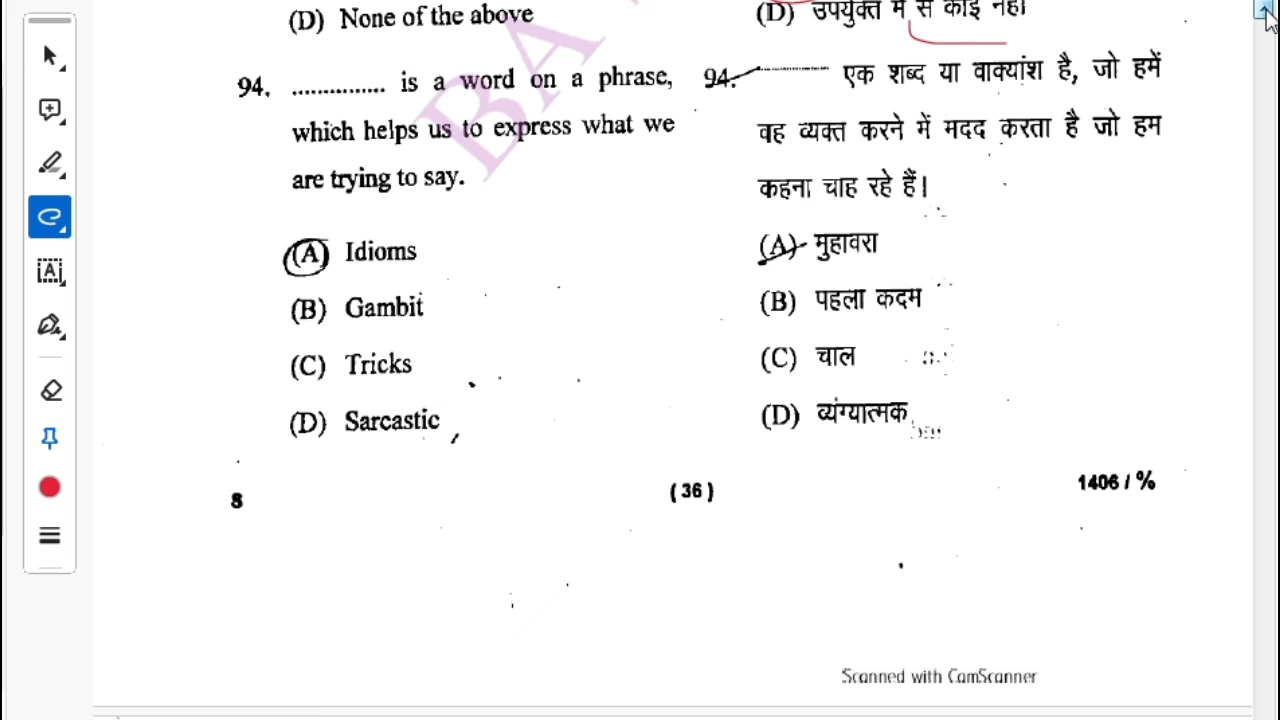 (D) None of the above
(D) उपर्युक्त में से कोई नहीं
94. ............... is a word on a phrase,
which helps us to express what we
are trying to say.
(A) Idioms
(B) Gambit
(C) Tricks
(D) Sarcastic
94. ............... एक शब्द या वाक्यांश है, जो हमें
वह व्यक्त करने में मदद करता है जो हम
कहना चाह रहे हैं।
(A) मुहावरा
(B) पहला कदम
(C) चाल
(D) व्यंग्यात्मक
S
( 36 )
1406 / %
BA
Scanned with CamScanner